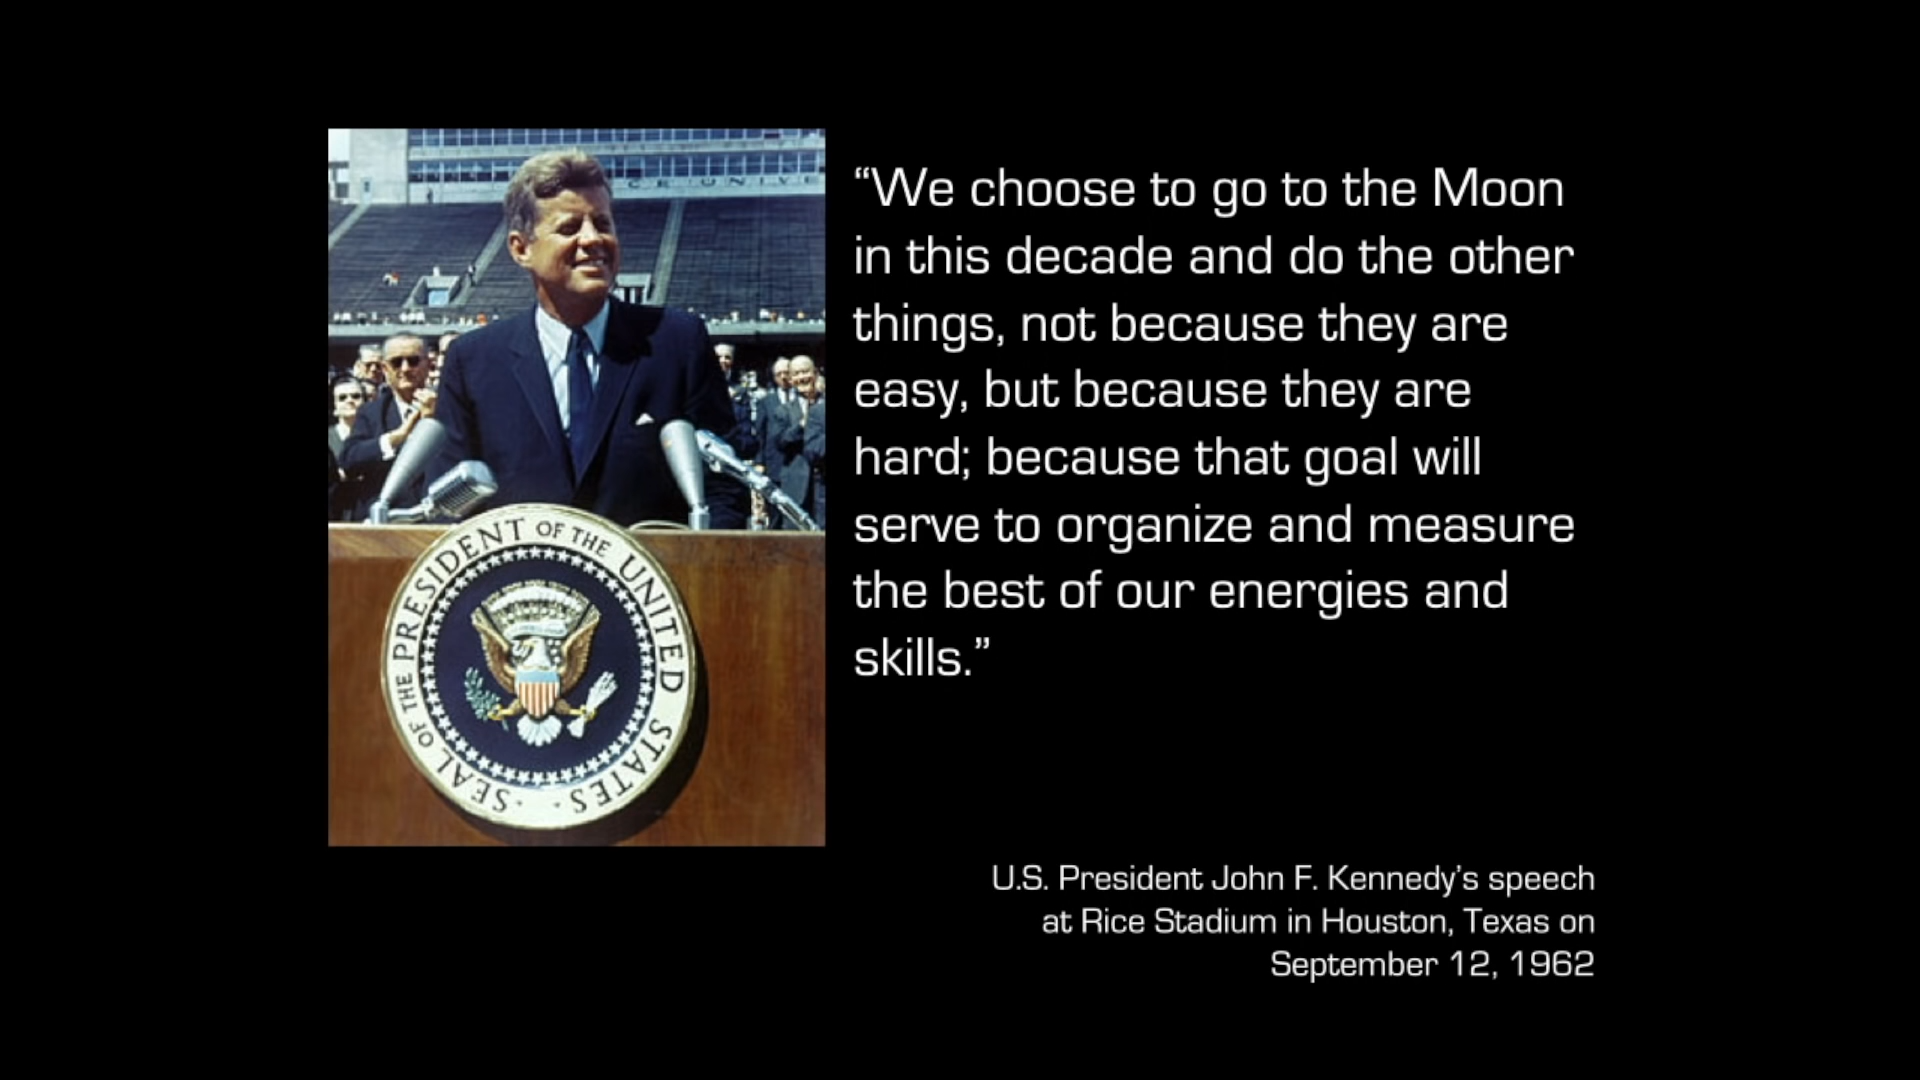 CE UNIV
SEAL OF THE PRESIDENT OF THE UNITED STATES
“We choose to go to the Moon
in this decade and do the other
things, not because they are
easy, but because they are
hard; because that goal will
serve to organize and measure
the best of our energies and
skills.”
U.S. President John F. Kennedy’s speech
at Rice Stadium in Houston, Texas on
September 12, 1962